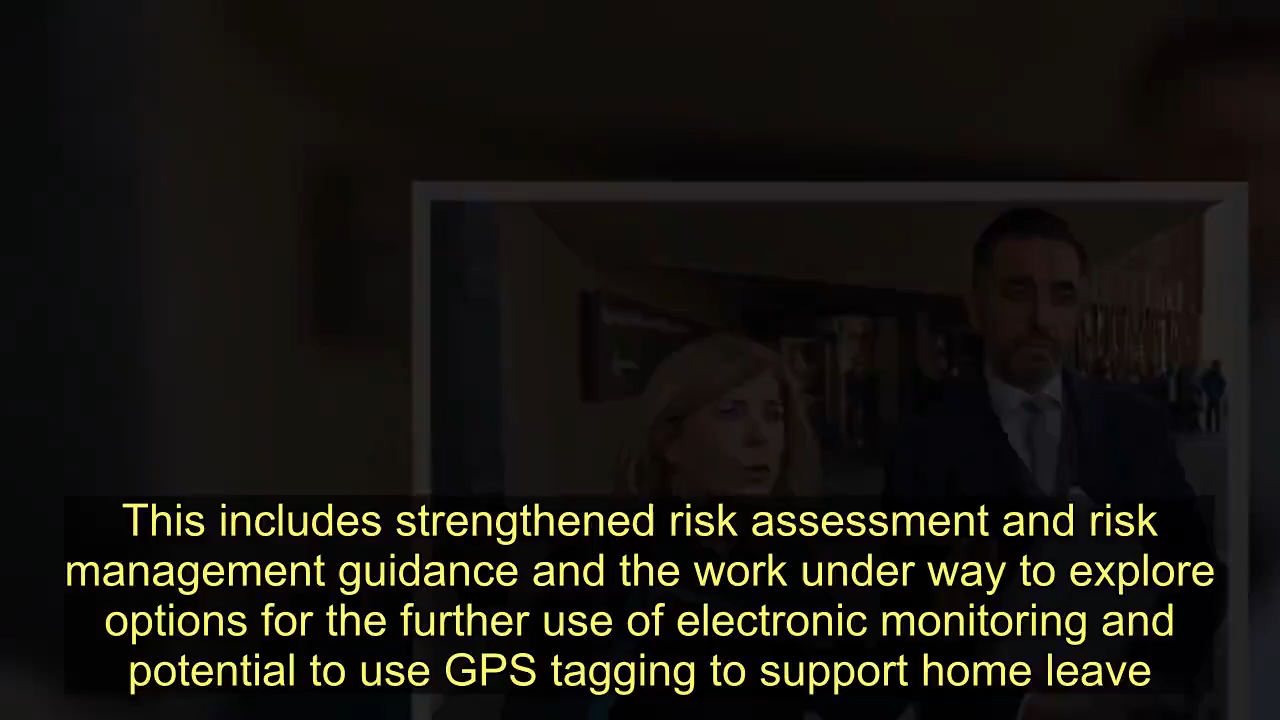 This includes strengthened risk assessment and risk
management guidance and the work under way to explore
options for the further use of electronic monitoring and
potential to use GPS tagging to support home leave